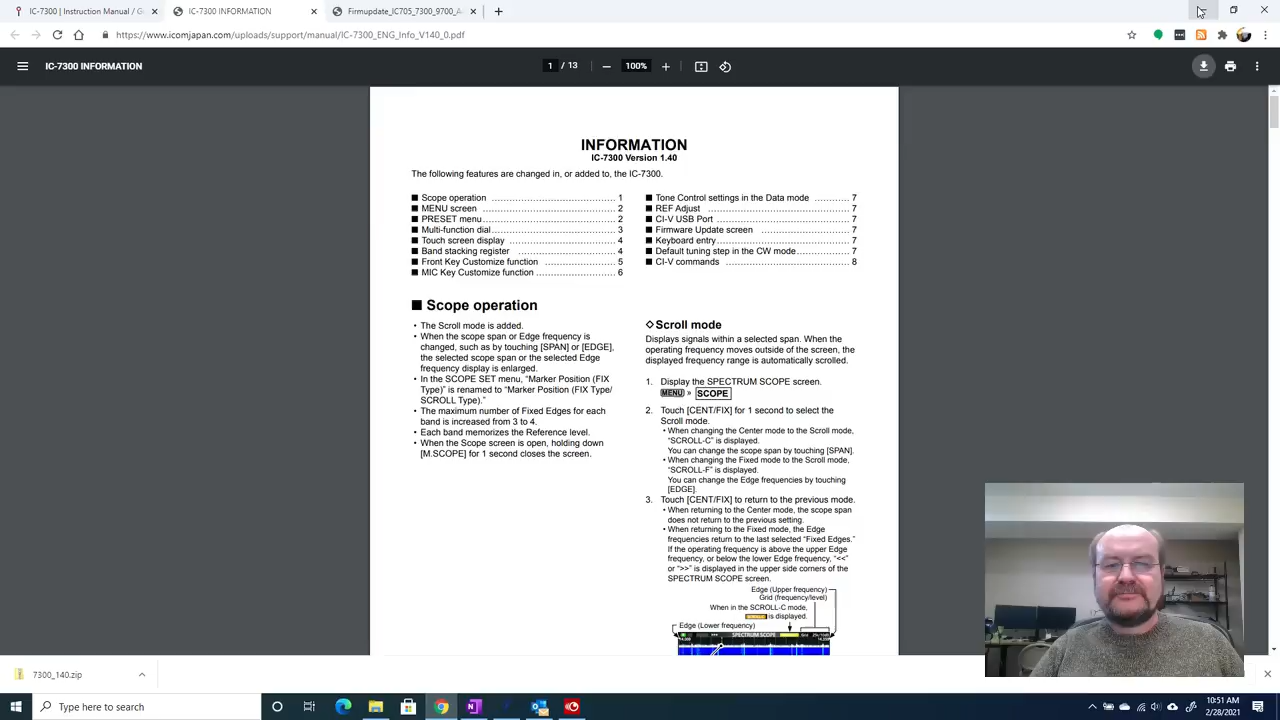 IC-7300 | Instruction Manual / G
IC-7300 INFORMATION
Firmupdate_IC705_7300_9700_A
https://www.icomjapan.com/uploads/support/manual/IC-7300_ENG_Info_V140_0.pdf
IC-7300 INFORMATION
1 / 13
100%
INFORMATION
IC-7300 Version 1.40
The following features are changed in, or added to, the IC-7300.
■ Scope operation ........................................ 1
■ MENU screen ........................................... 2
■ PRESET menu........................................... 2
■ Multi-function dial........................................ 3
■ Touch screen display .................................. 4
■ Band stacking register ................................ 4
■ Front Key Customize function ..................... 5
■ MIC Key Customize function ....................... 6
■ Tone Control settings in the Data mode ............ 7
■ REF Adjust ................................................ 7
■ CI-V USB Port ............................................ 7
■ Firmware Update screen ............................ 7
■ Keyboard entry........................................... 7
■ Default tuning step in the CW mode.................. 7
■ CI-V commands ......................................... 8
■ Scope operation
• The Scroll mode is added.
• When the scope span or Edge frequency is
changed, such as by touching [SPAN] or [EDGE],
the selected scope span or the selected Edge
frequency display is enlarged.
• In the SCOPE SET menu, “Marker Position (FIX
Type)” is renamed to “Marker Position (FIX Type/
SCROLL Type).”
• The maximum number of Fixed Edges for each
band is increased from 3 to 4.
• Each band memorizes the Reference level.
• When the Scope screen is open, holding down
[M.SCOPE] for 1 second closes the screen.
◇Scroll mode
Displays signals within a selected span. When the
operating frequency moves outside of the screen, the
displayed frequency range is automatically scrolled.
1. Display the SPECTRUM SCOPE screen.
MENU » SCOPE
2. Touch [CENT/FIX] for 1 second to select the
Scroll mode.
• When changing the Center mode to the Scroll mode,
“SCROLL-C” is displayed.
You can change the scope span by touching [SPAN].
• When changing the Fixed mode to the Scroll mode,
“SCROLL-F” is displayed.
You can change the Edge frequencies by touching
[EDGE].
3. Touch [CENT/FIX] to return to the previous mode.
• When returning to the Center mode, the scope span
does not return to the previous setting.
• When returning to the Fixed mode, the Edge
frequencies return to the last selected “Fixed Edges.”
If the operating frequency is above the upper Edge
frequency, or below the lower Edge frequency, “<<”
or “>>” is displayed in the upper side corners of the
SPECTRUM SCOPE screen.
Edge (Upper frequency)
Grid (frequency/level)
When in the SCROLL-C mode,
is displayed.
Edge (Lower frequency)
SPECTRUM SCOPE
7300_140.zip
Type here to search
10:51 AM
2/28/2021